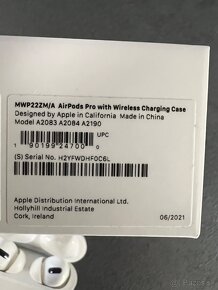 MWP22ZM/A AirPods Pro with Wireless Charging Case
Designed by Apple in California Made in China
Model A2083 A2084 A2190
UPC
1 90199 24700 0
(S) Serial No. H2YFWDHF0C6L
Apple Distribution International Ltd.
Hollyhill Industrial Estate
Cork, Ireland
06/2021